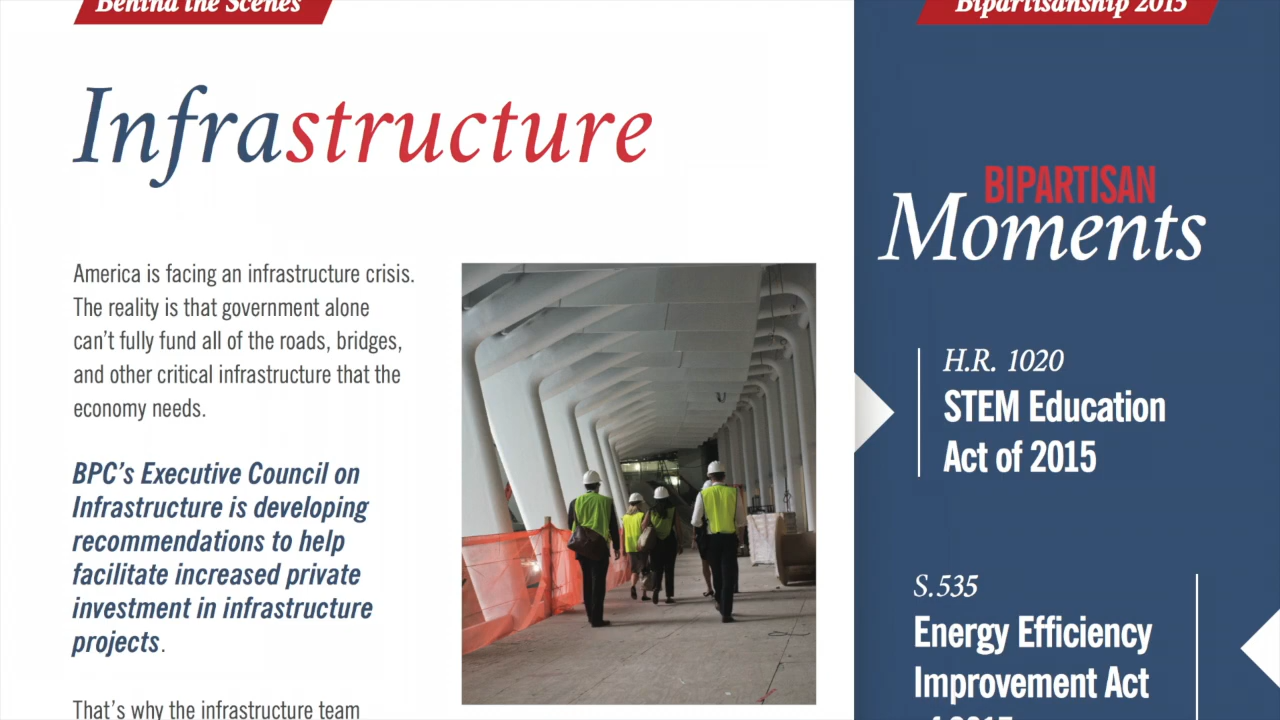 Behind the Scenes
Infrastructure
America is facing an infrastructure crisis.
The reality is that government alone
can't fully fund all of the roads, bridges,
and other critical infrastructure that the
economy needs.
BPC's Executive Council on
Infrastructure is developing
recommendations to help
facilitate increased private
investment in infrastructure
projects.
That's why the infrastructure team
Bipartisanship 2015
BIPARTISAN
Moments
H.R. 1020
STEM Education
Act of 2015
S.535
Energy Efficiency
Improvement Act
of 2015